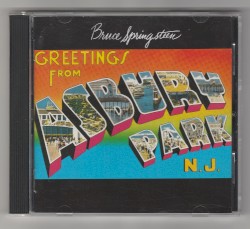 Bruce Springsteen
GREETINGS
FROM
ASBURY
PARK
N.J